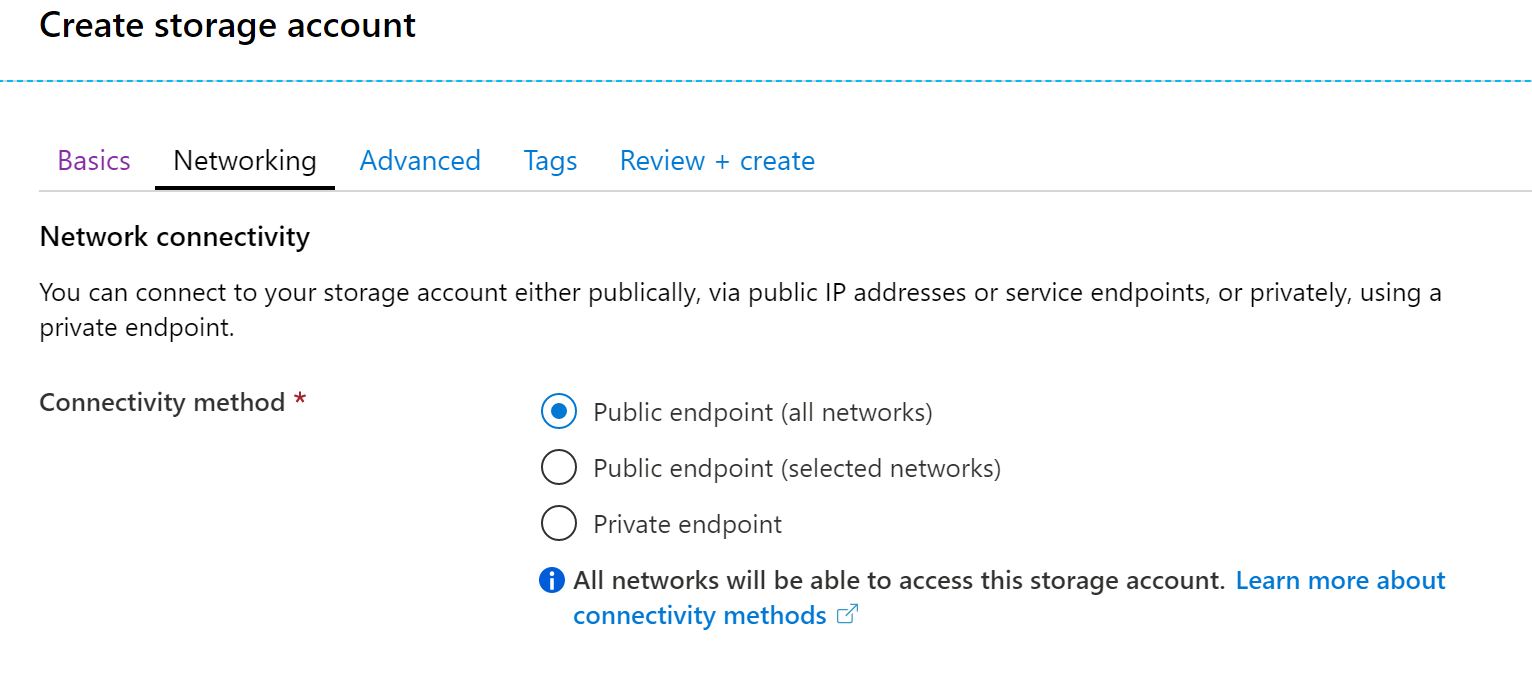 Create storage account
Basics Networking Advanced Tags Review + create
Network connectivity
You can connect to your storage account either publically, via public IP addresses or service endpoints, or privately, using a
private endpoint.
Connectivity method *
Public endpoint (all networks)
Public endpoint (selected networks)
Private endpoint
All networks will be able to access this storage account. Learn more about
connectivity methods